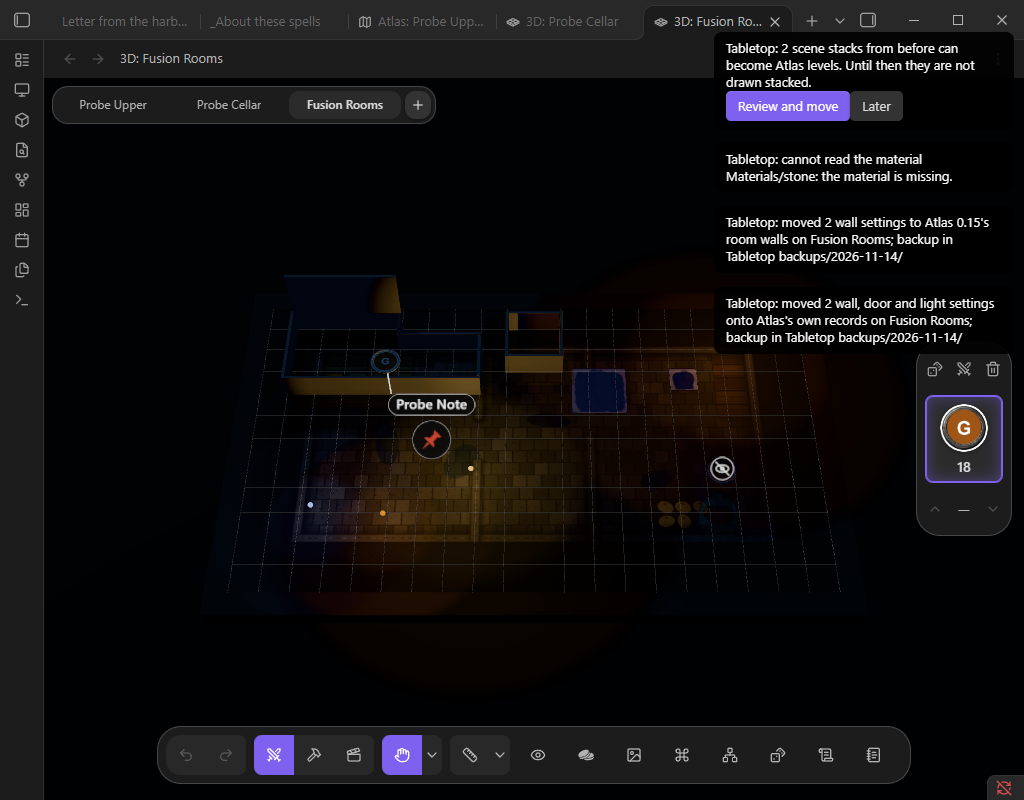 Letter from the harb...
_About these spells
Atlas: Probe Upp...
3D: Probe Cellar
3D: Fusion Ro...
3D: Fusion Rooms
Probe Upper
Probe Cellar
Fusion Rooms
Tabletop: 2 scene stacks from before can
become Atlas levels. Until then they are not
drawn stacked.
Review and move
Later
Tabletop: cannot read the material
Materials/stone: the material is missing.
Tabletop: moved 2 wall settings to Atlas 0.15's
room walls on Fusion Rooms; backup in
Tabletop backups/2026-11-14/
Tabletop: moved 2 wall, door and light settings
onto Atlas's own records on Fusion Rooms;
backup in Tabletop backups/2026-11-14/
G
Probe Note
G
18